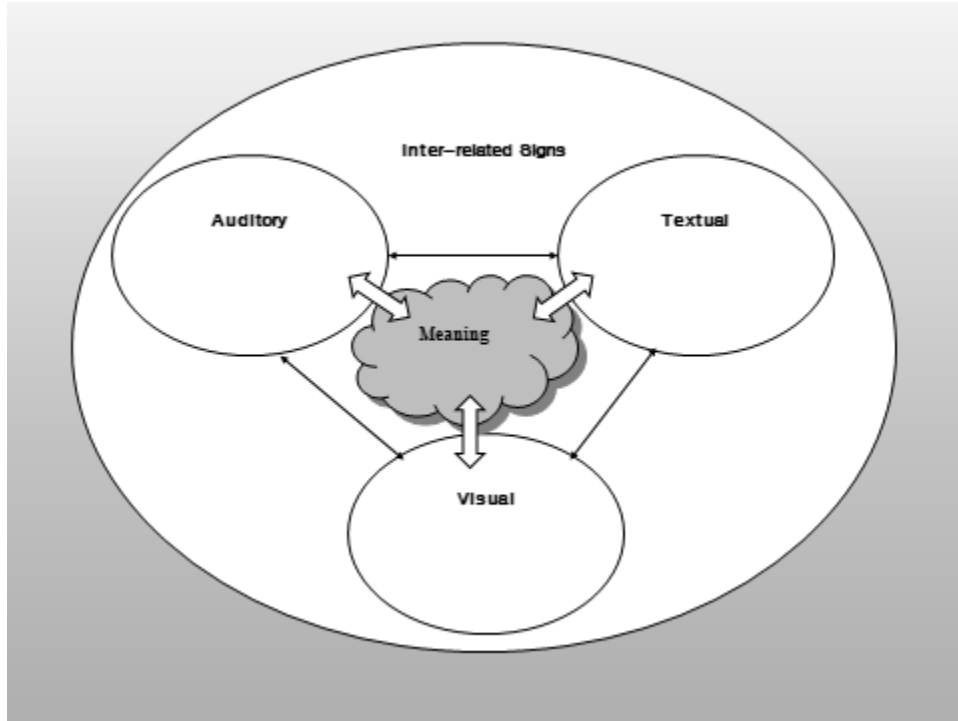 Inter-related Signs
Auditory
Textual
Meaning
Visual